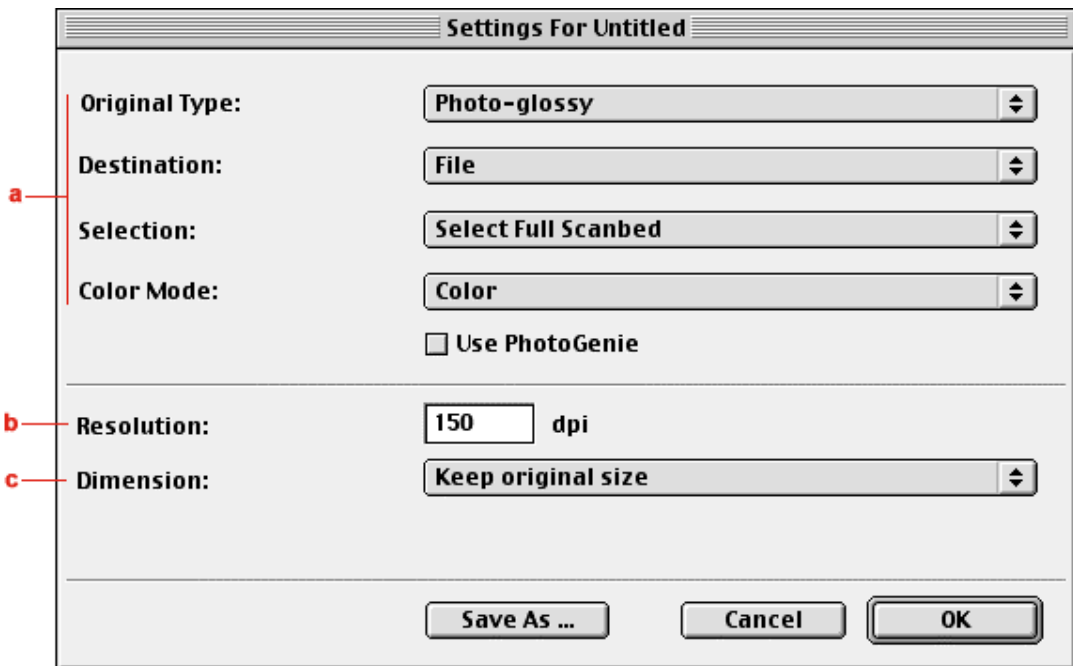 Settings For Untitled
Original Type: Photo-glossy
Destination: File
a
Selection: Select Full Scanbed
Color Mode: Color
Use PhotoGenie
b Resolution: 150 dpi
c Dimension: Keep original size
Save As ... Cancel OK